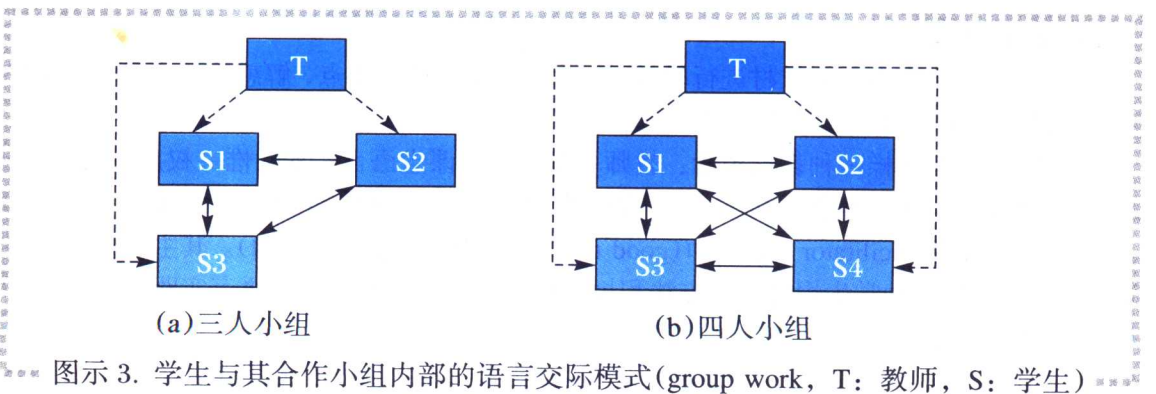 T
S1
S2
S3
(a)三人小组
T
S1
S2
S3
S4
(b)四人小组
图示 3. 学生与其合作小组内部的语言交际模式(group work, T: 教师, S: 学生)